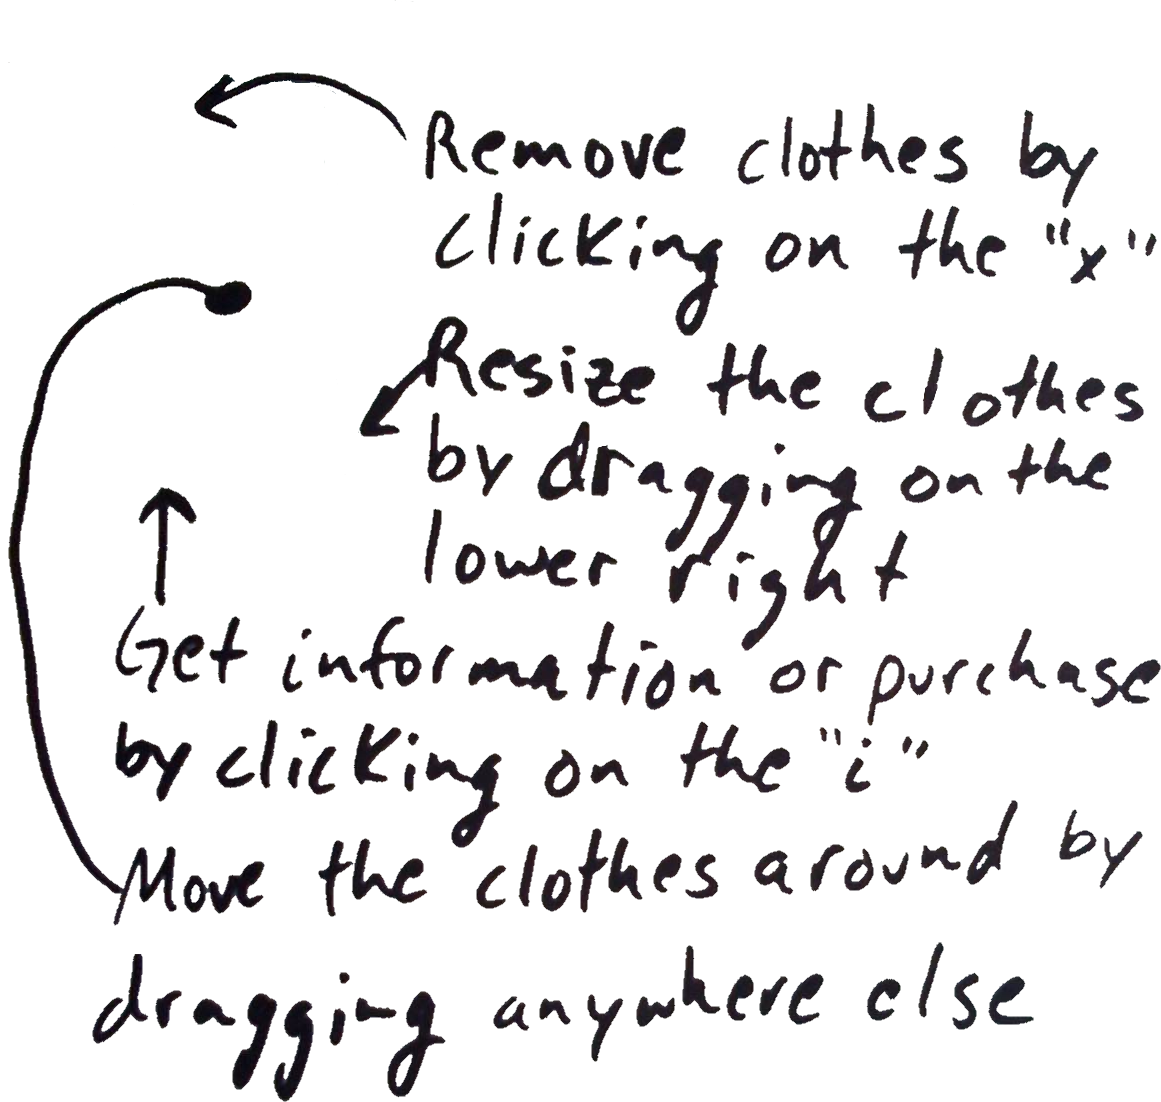 Remove clothes by
clicking on the "x"
Resize the clothes
by dragging on the
lower right
Get information or purchase
by clicking on the "i"
Move the clothes around by
dragging anywhere else